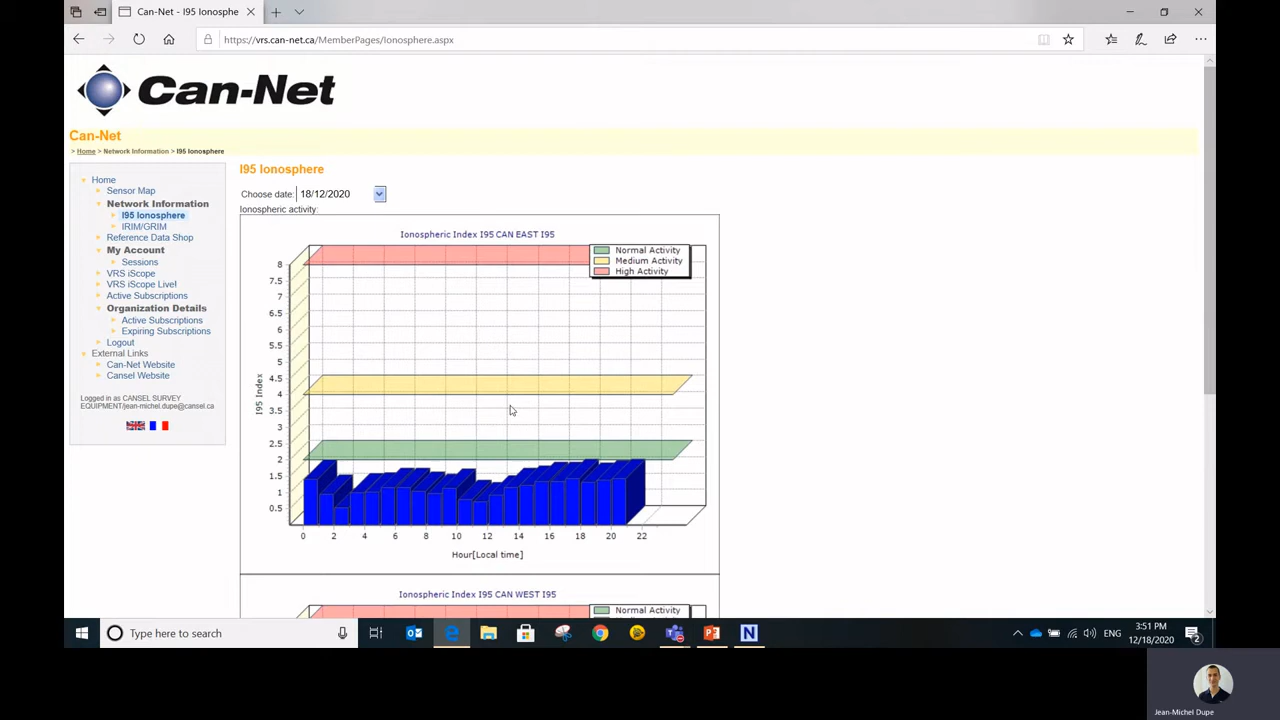 Can-Net - I95 Ionosphe
https://vrs.can-net.ca/MemberPages/Ionosphere.aspx
Can-Net
Can-Net
> Home > Network Information > I95 Ionosphere
Home
Sensor Map
Network Information
I95 Ionosphere
IRIM/GRIM
Reference Data Shop
My Account
Sessions
VRS iScope
VRS iScope Live!
Active Subscriptions
Organization Details
Active Subscriptions
Expiring Subscriptions
Logout
External Links
Can-Net Website
Cansel Website
Logged in as CANSEL SURVEY
EQUIPMENT/jean-michel.dupe@cansel.ca
I95 Ionosphere
Choose date: 18/12/2020
Ionospheric activity:
Ionospheric Index I95 CAN EAST I95
Normal Activity
Medium Activity
High Activity
8
7.5
7
6.5
6
5.5
5
4.5
4
3.5
3
2.5
2
1.5
1
0.5
I95 Index
0 2 4 6 8 10 12 14 16 18 20 22
Hour[Local time]
Ionospheric Index I95 CAN WEST I95
Normal Activity
Type here to search
ENG
3:51 PM
12/18/2020
2
Jean-Michel Dupe